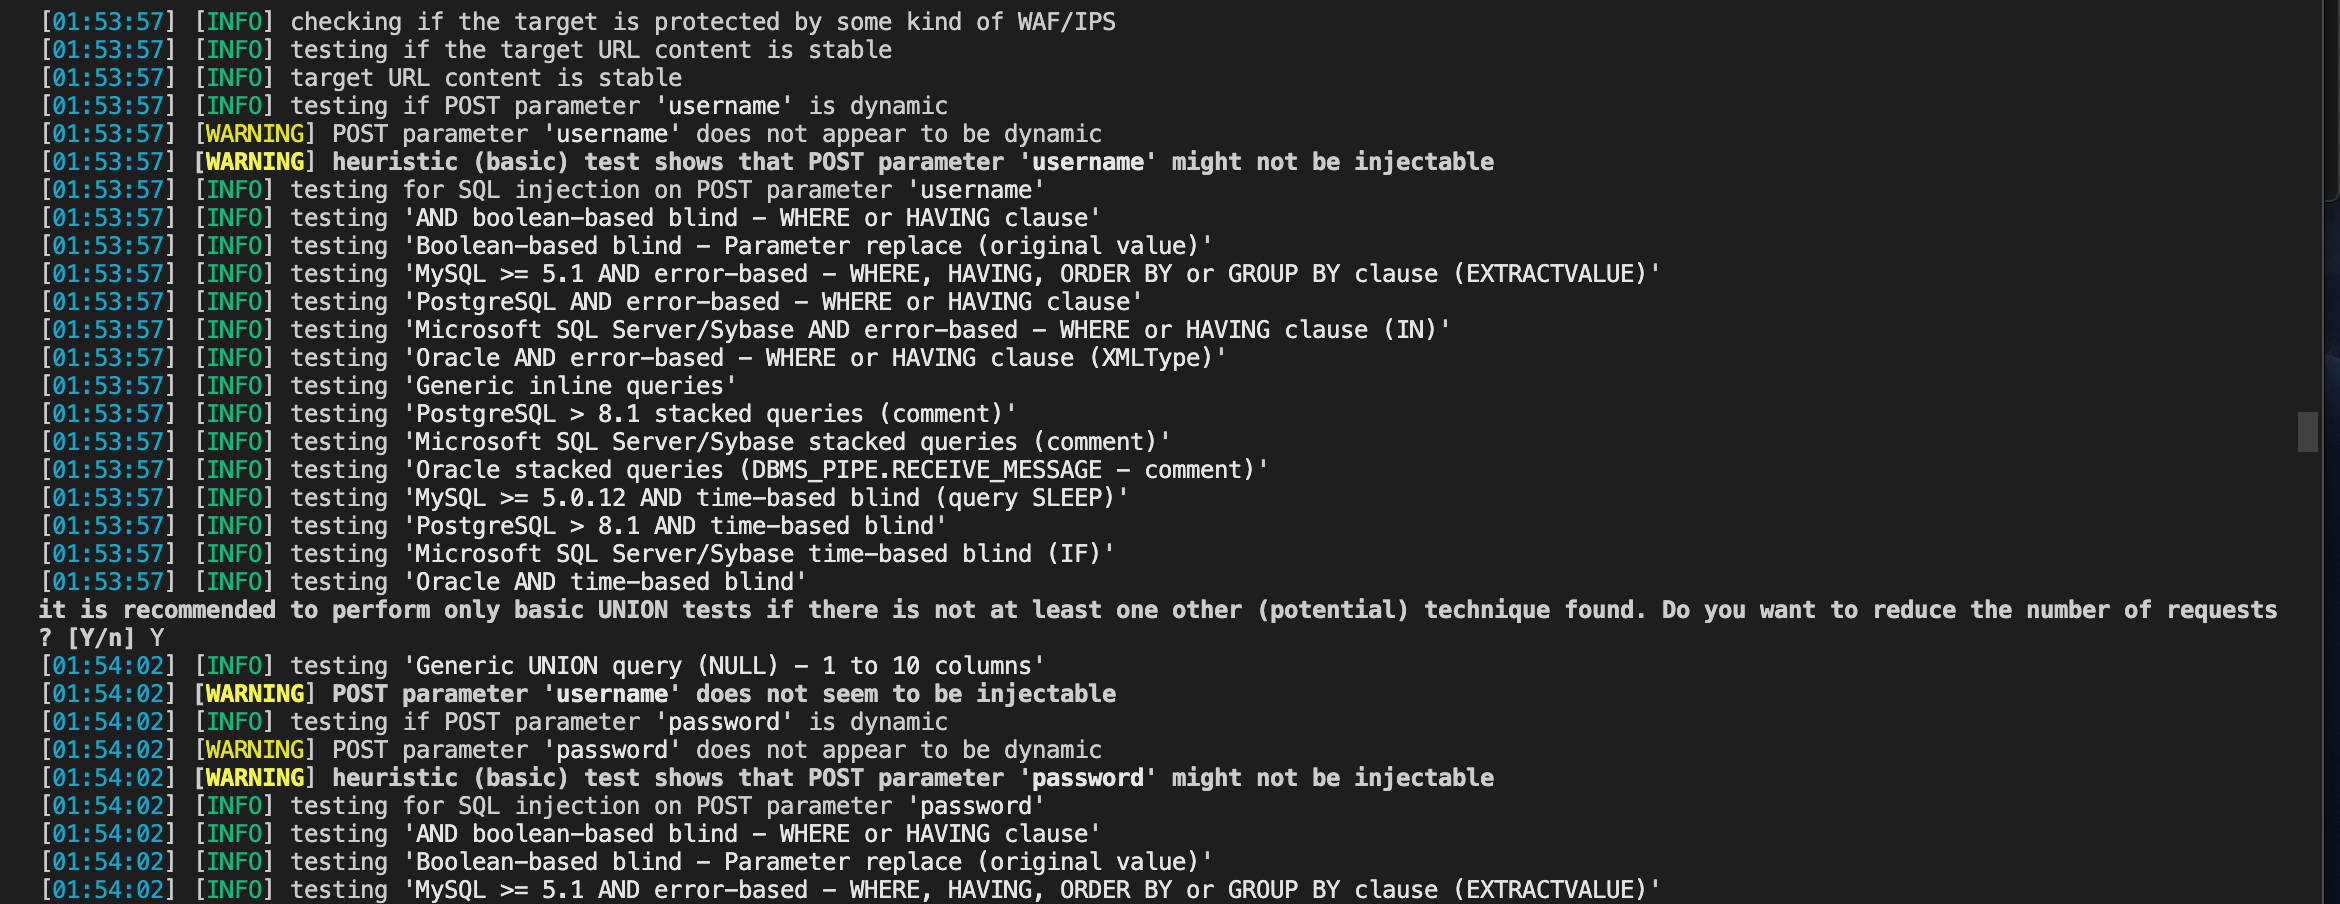 [01:53:57] [INFO] checking if the target is protected by some kind of WAF/IPS
[01:53:57] [INFO] testing if the target URL content is stable
[01:53:57] [INFO] target URL content is stable
[01:53:57] [INFO] testing if POST parameter 'username' is dynamic
[01:53:57] [WARNING] POST parameter 'username' does not appear to be dynamic
[01:53:57] [WARNING] heuristic (basic) test shows that POST parameter 'username' might not be injectable
[01:53:57] [INFO] testing for SQL injection on POST parameter 'username'
[01:53:57] [INFO] testing 'AND boolean-based blind - WHERE or HAVING clause'
[01:53:57] [INFO] testing 'Boolean-based blind - Parameter replace (original value)'
[01:53:57] [INFO] testing 'MySQL >= 5.1 AND error-based - WHERE, HAVING, ORDER BY or GROUP BY clause (EXTRACTVALUE)'
[01:53:57] [INFO] testing 'PostgreSQL AND error-based - WHERE or HAVING clause'
[01:53:57] [INFO] testing 'Microsoft SQL Server/Sybase AND error-based - WHERE or HAVING clause (IN)'
[01:53:57] [INFO] testing 'Oracle AND error-based - WHERE or HAVING clause (XMLType)'
[01:53:57] [INFO] testing 'Generic inline queries'
[01:53:57] [INFO] testing 'PostgreSQL > 8.1 stacked queries (comment)'
[01:53:57] [INFO] testing 'Microsoft SQL Server/Sybase stacked queries (comment)'
[01:53:57] [INFO] testing 'Oracle stacked queries (DBMS_PIPE.RECEIVE_MESSAGE - comment)'
[01:53:57] [INFO] testing 'MySQL >= 5.0.12 AND time-based blind (query SLEEP)'
[01:53:57] [INFO] testing 'PostgreSQL > 8.1 AND time-based blind'
[01:53:57] [INFO] testing 'Microsoft SQL Server/Sybase time-based blind (IF)'
[01:53:57] [INFO] testing 'Oracle AND time-based blind'
it is recommended to perform only basic UNION tests if there is not at least one other (potential) technique found. Do you want to reduce the number of requests
? [Y/n] Y
[01:54:02] [INFO] testing 'Generic UNION query (NULL) - 1 to 10 columns'
[01:54:02] [WARNING] POST parameter 'username' does not seem to be injectable
[01:54:02] [INFO] testing if POST parameter 'password' is dynamic
[01:54:02] [WARNING] POST parameter 'password' does not appear to be dynamic
[01:54:02] [WARNING] heuristic (basic) test shows that POST parameter 'password' might not be injectable
[01:54:02] [INFO] testing for SQL injection on POST parameter 'password'
[01:54:02] [INFO] testing 'AND boolean-based blind - WHERE or HAVING clause'
[01:54:02] [INFO] testing 'Boolean-based blind - Parameter replace (original value)'
[01:54:02] [INFO] testing 'MySQL >= 5.1 AND error-based - WHERE, HAVING, ORDER BY or GROUP BY clause (EXTRACTVALUE)'